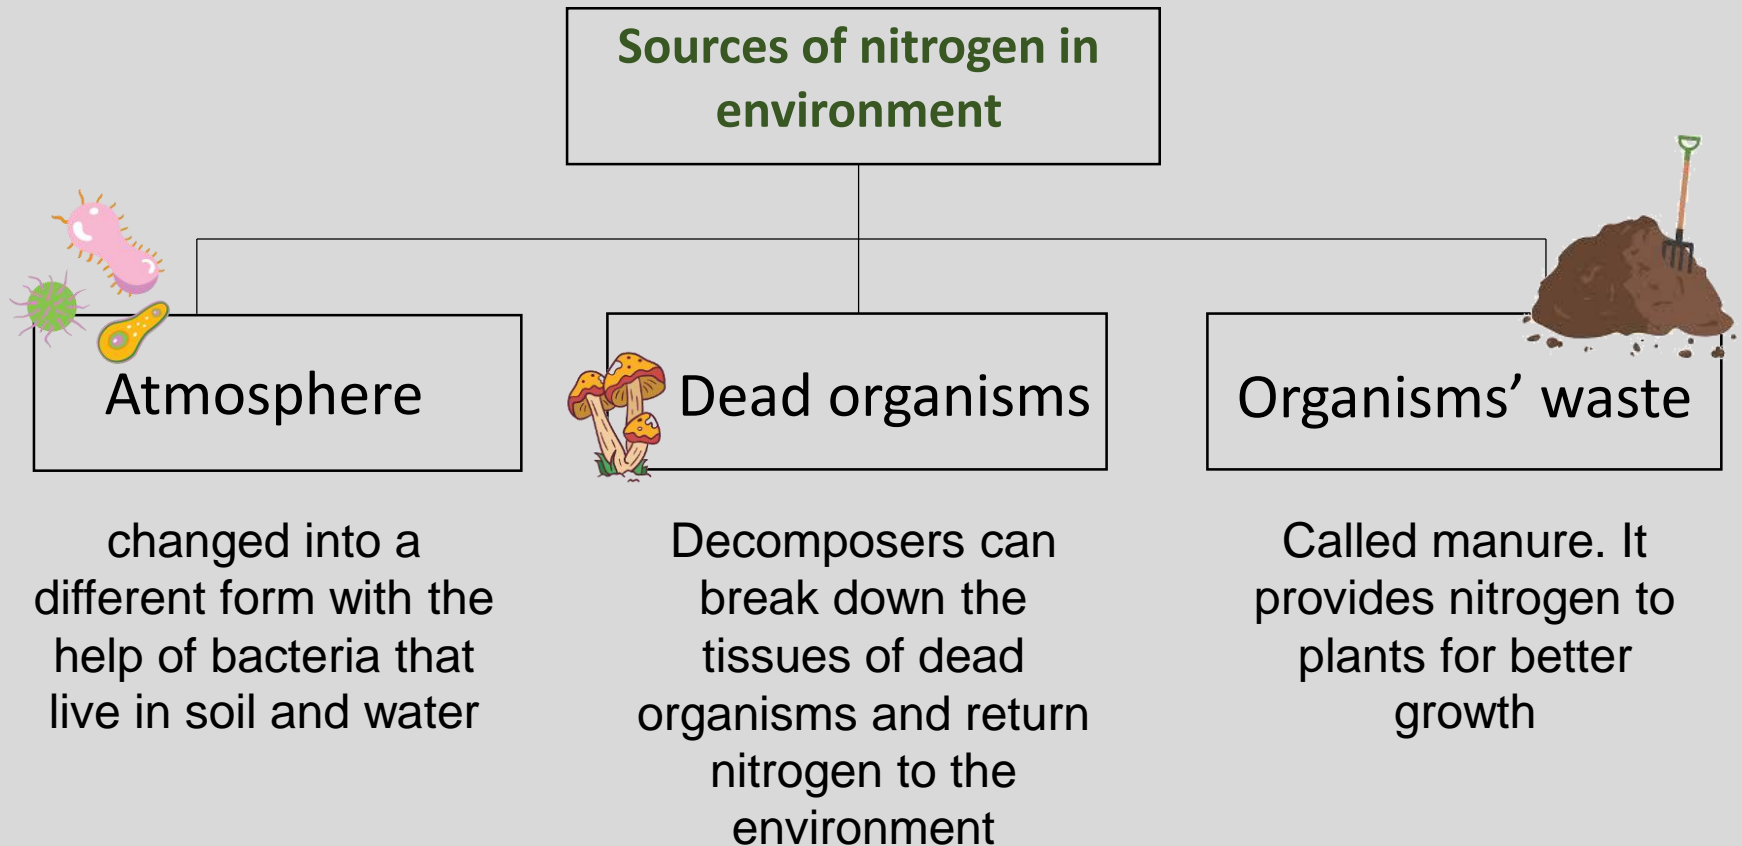 Sources of nitrogen in
environment
Atmosphere
changed into a
different form with the
help of bacteria that
live in soil and water
Dead organisms
Decomposers can
break down the
tissues of dead
organisms and return
nitrogen to the
environment
Organisms’ waste
Called manure. It
provides nitrogen to
plants for better
growth